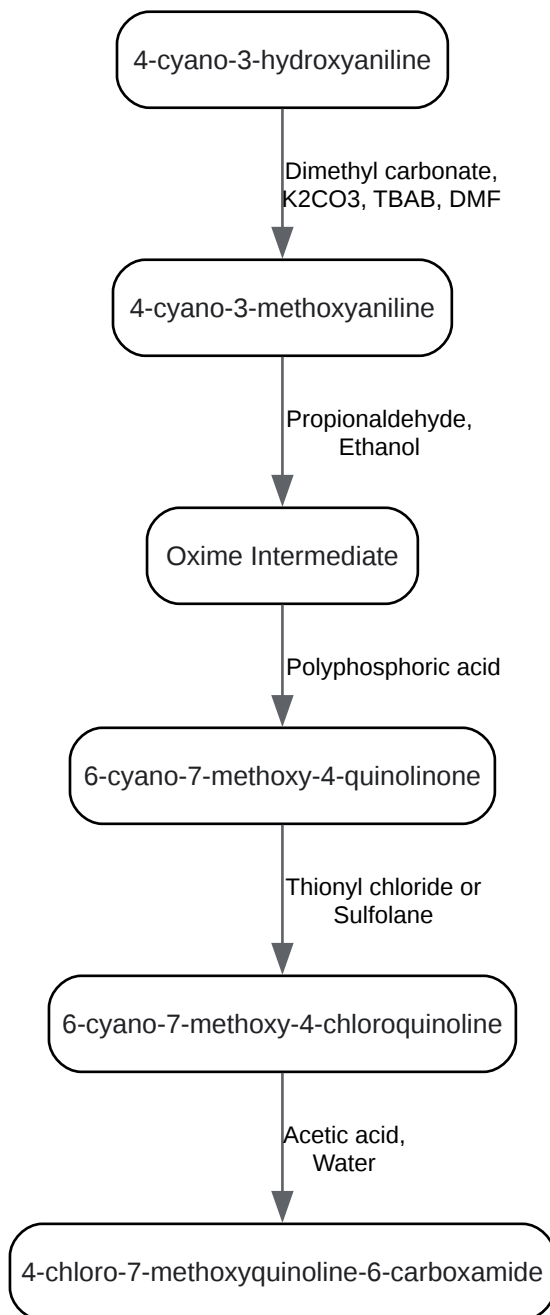 4-cyano-3-hydroxyaniline
Dimethyl carbonate,
K2CO3, TBAB, DMF
4-cyano-3-methoxyaniline
Propionaldehyde,
Ethanol
Oxime Intermediate
Polyphosphoric acid
6-cyano-7-methoxy-4-quinolinone
Thionyl chloride or
Sulfolane
6-cyano-7-methoxy-4-chloroquinoline
Acetic acid,
Water
4-chloro-7-methoxyquinoline-6-carboxamide